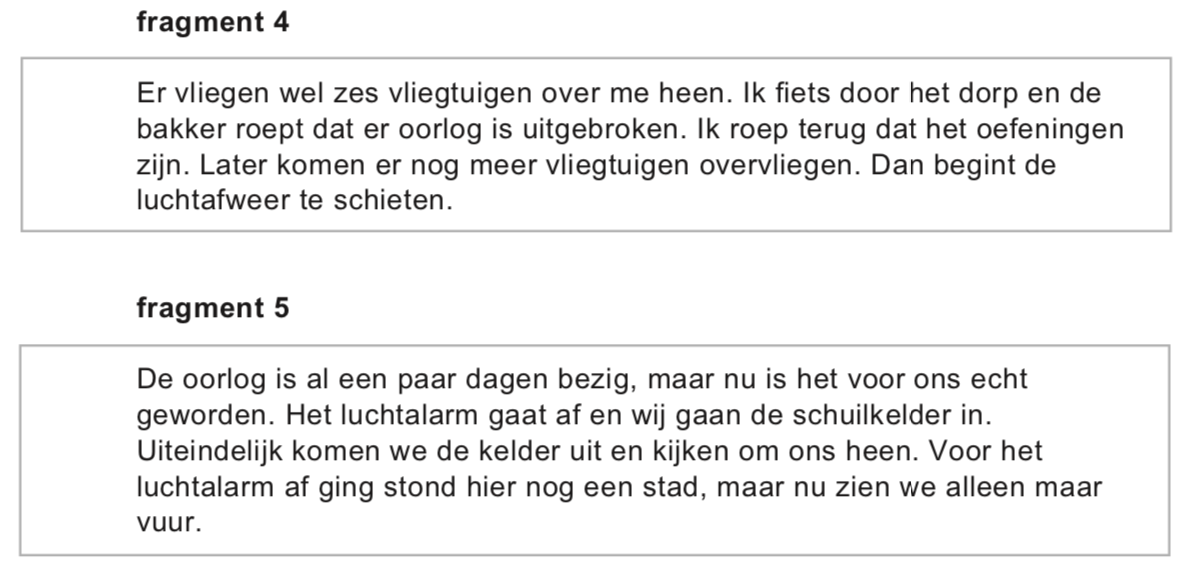 fragment 4
Er vliegen wel zes vliegtuigen over me heen. Ik fiets door het dorp en de
bakker roept dat er oorlog is uitgebroken. Ik roep terug dat het oefeningen
zijn. Later komen er nog meer vliegtuigen overvliegen. Dan begint de
luchtafweer te schieten.
fragment 5
De oorlog is al een paar dagen bezig, maar nu is het voor ons echt
geworden. Het luchtalarm gaat af en wij gaan de schuilkelder in.
Uiteindelijk komen we de kelder uit en kijken om ons heen. Voor het
luchtalarm af ging stond hier nog een stad, maar nu zien we alleen maar
vuur.